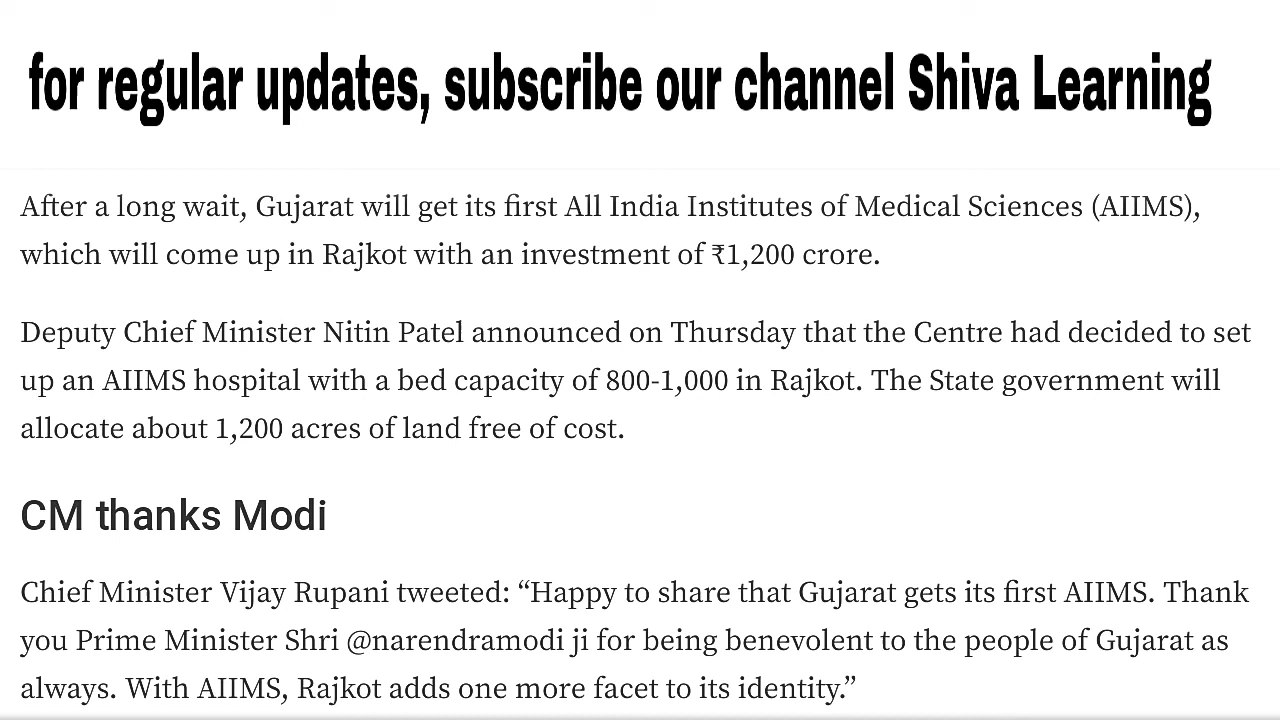 for regular updates, subscribe our channel Shiva Learning
After a long wait, Gujarat will get its first All India Institutes of Medical Sciences (AIIMS),
which will come up in Rajkot with an investment of ₹1,200 crore.
Deputy Chief Minister Nitin Patel announced on Thursday that the Centre had decided to set
up an AIIMS hospital with a bed capacity of 800-1,000 in Rajkot. The State government will
allocate about 1,200 acres of land free of cost.
CM thanks Modi
Chief Minister Vijay Rupani tweeted: “Happy to share that Gujarat gets its first AIIMS. Thank
you Prime Minister Shri @narendramodi ji for being benevolent to the people of Gujarat as
always. With AIIMS, Rajkot adds one more facet to its identity.”